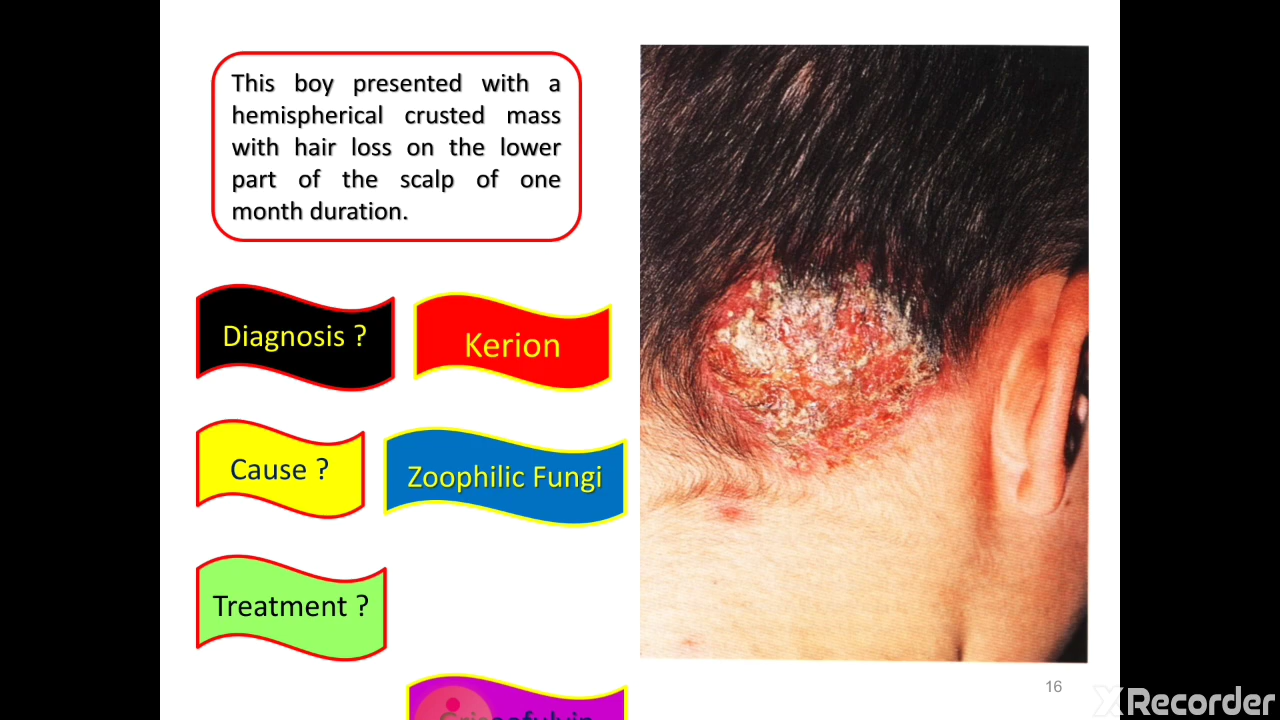 This boy presented with a
hemispherical crusted mass
with hair loss on the lower
part of the scalp of one
month duration.
Diagnosis ?
Kerion
Cause ?
Zoophilic Fungi
Treatment ?
16
XRecorder